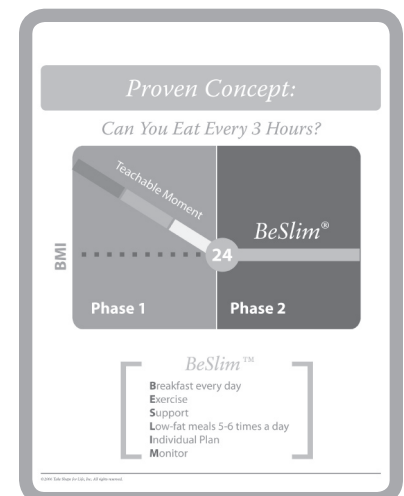 Proven Concept:
Can You Eat Every 3 Hours?
Teachable Moment
BMI
24
BeSlim®
Phase 1
Phase 2
BeSlim™
Breakfast every day
Exercise
Support
Low-fat meals 5-6 times a day
Individual Plan
Monitor